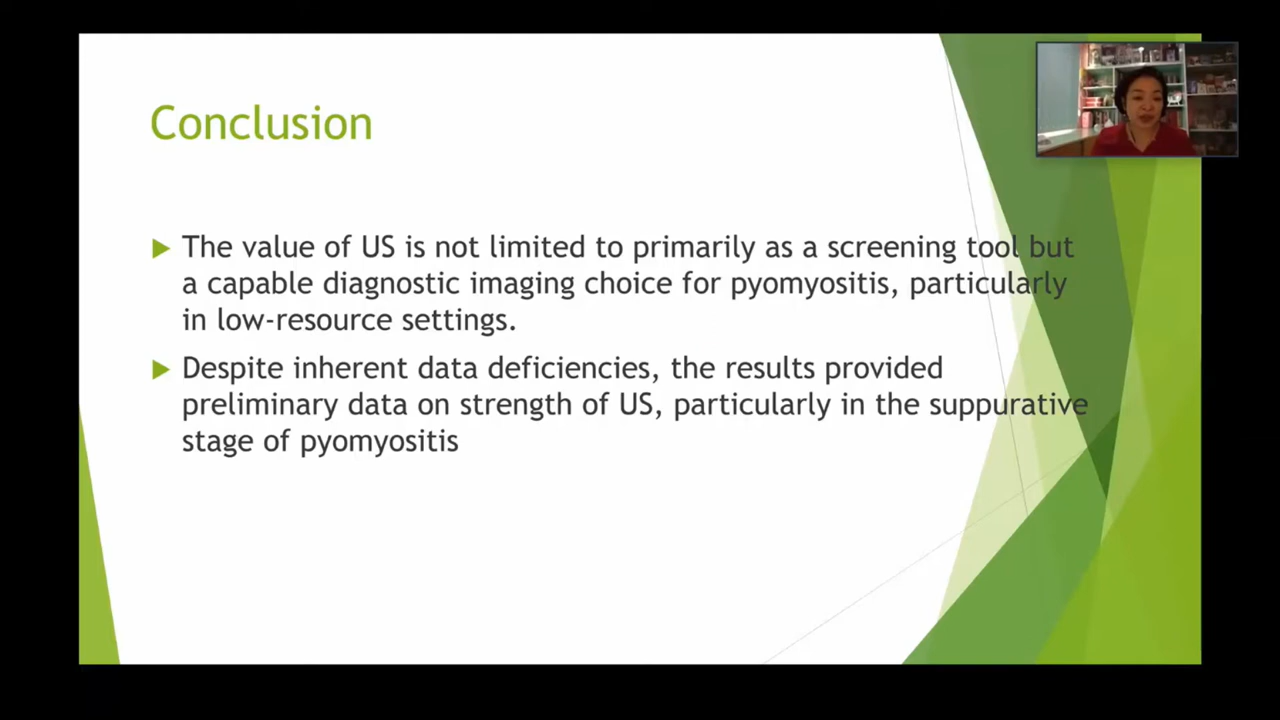 Conclusion
The value of US is not limited to primarily as a screening tool but
a capable diagnostic imaging choice for pyomyositis, particularly
in low-resource settings.
Despite inherent data deficiencies, the results provided
preliminary data on strength of US, particularly in the suppurative
stage of pyomyositis